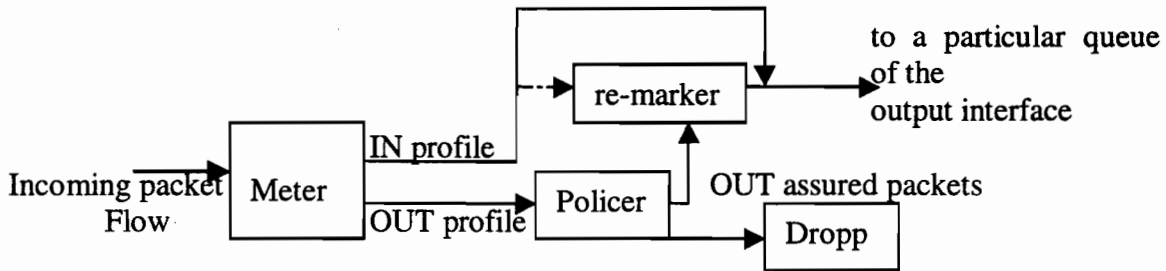 to a particular queue
of the
output interface
re-marker
IN profile
Incoming packet
Flow
Meter
OUT profile
Policer
OUT assured packets
Dropp